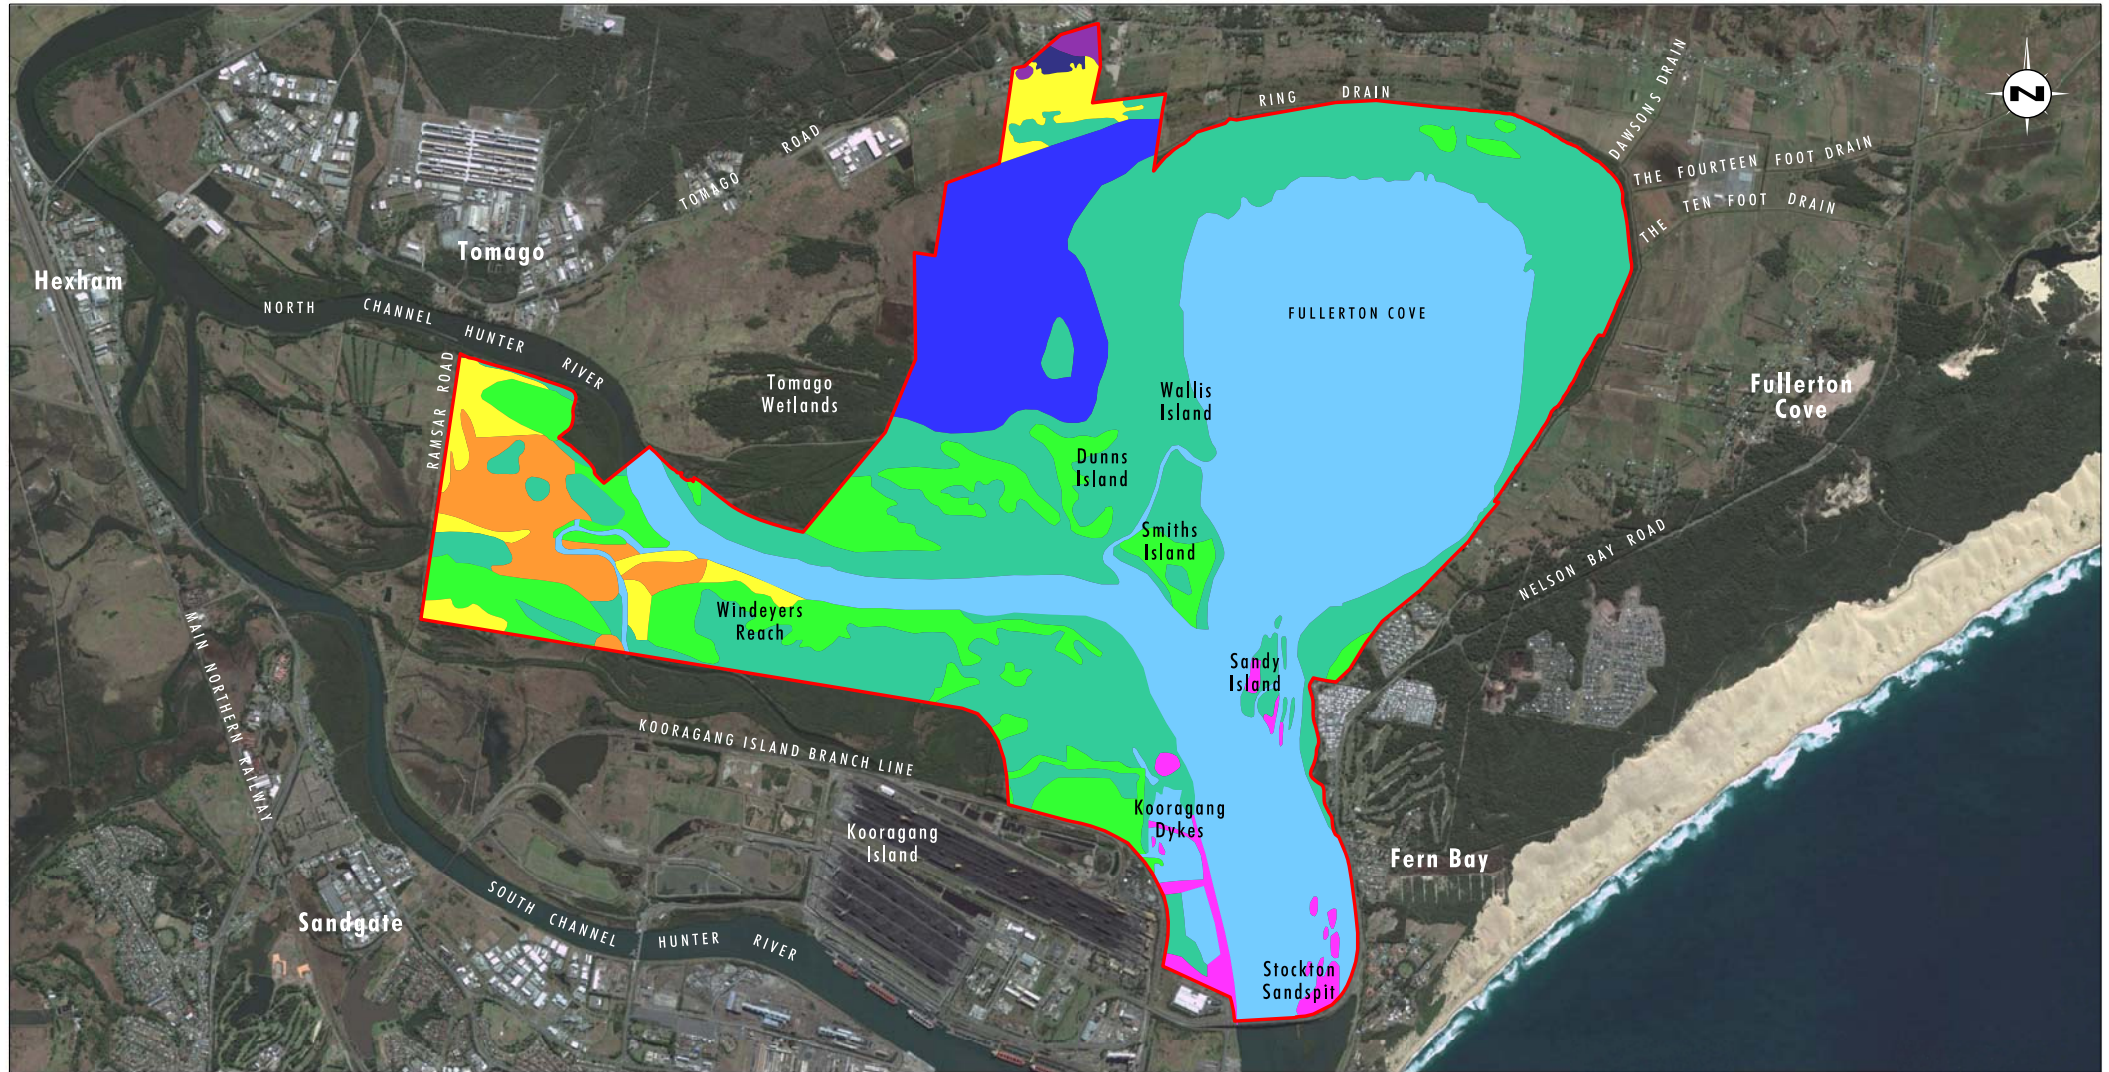 RING DRAIN
DAWSON'S DRAIN
N
THE FOURTEEN FOOT DRAIN
THE TEN FOOT DRAIN
TOMAGO ROAD
Tomago
Hexham
NORTH CHANNEL HUNTER RIVER
FULLERTON COVE
RAMSAR ROAD
Tomago
Wetlands
Wallis
Island
Fullerton
Cove
Dunns
Island
Smiths
Island
NELSON BAY ROAD
Windeyers
Reach
MAIN NORTHERN RAILWAY
Sandy
Island
KOORAGANG ISLAND BRANCH LINE
Kooragang
Dykes
Kooragang
Island
Fern Bay
Sandgate
SOUTH CHANNEL HUNTER RIVER
Stockton
Sandspit